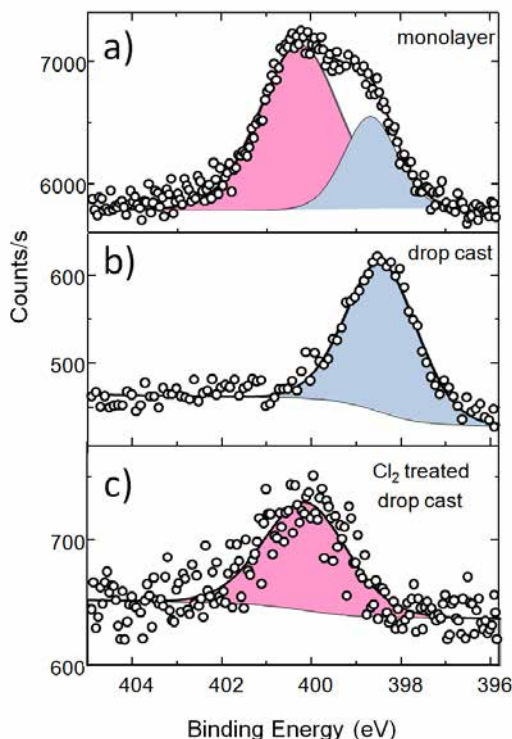 a)
monolayer
7000
6000
b)
drop cast
600
500
Counts/s
c)
Cl₂ treated
drop cast
700
600
404
402
400
398
396
Binding Energy (eV)